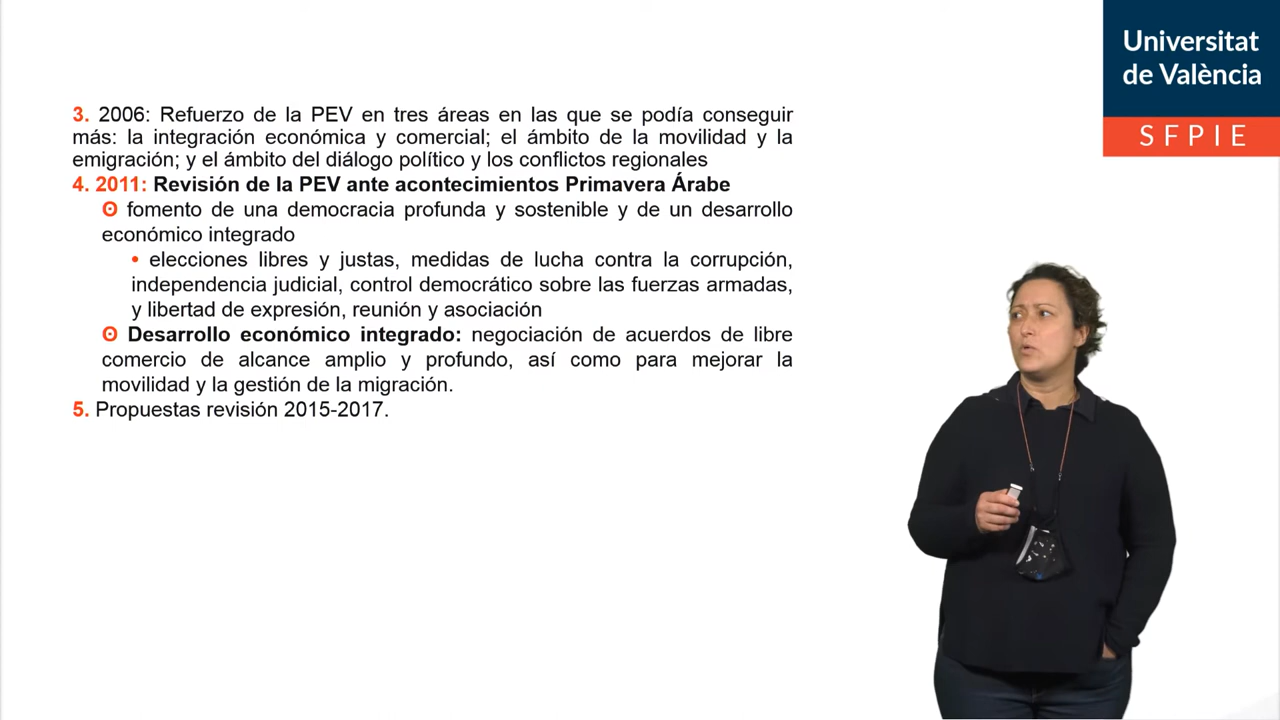 Universitat
de València
SFPIE
3. 2006: Refuerzo de la PEV en tres áreas en las que se podía conseguir
más: la integración económica y comercial; el ámbito de la movilidad y la
emigración; y el ámbito del diálogo político y los conflictos regionales
4. 2011: Revisión de la PEV ante acontecimientos Primavera Árabe
ʘ fomento de una democracia profunda y sostenible y de un desarrollo
económico integrado
• elecciones libres y justas, medidas de lucha contra la corrupción,
independencia judicial, control democrático sobre las fuerzas armadas,
y libertad de expresión, reunión y asociación
ʘ Desarrollo económico integrado: negociación de acuerdos de libre
comercio de alcance amplio y profundo, así como para mejorar la
movilidad y la gestión de la migración.
5. Propuestas revisión 2015-2017.